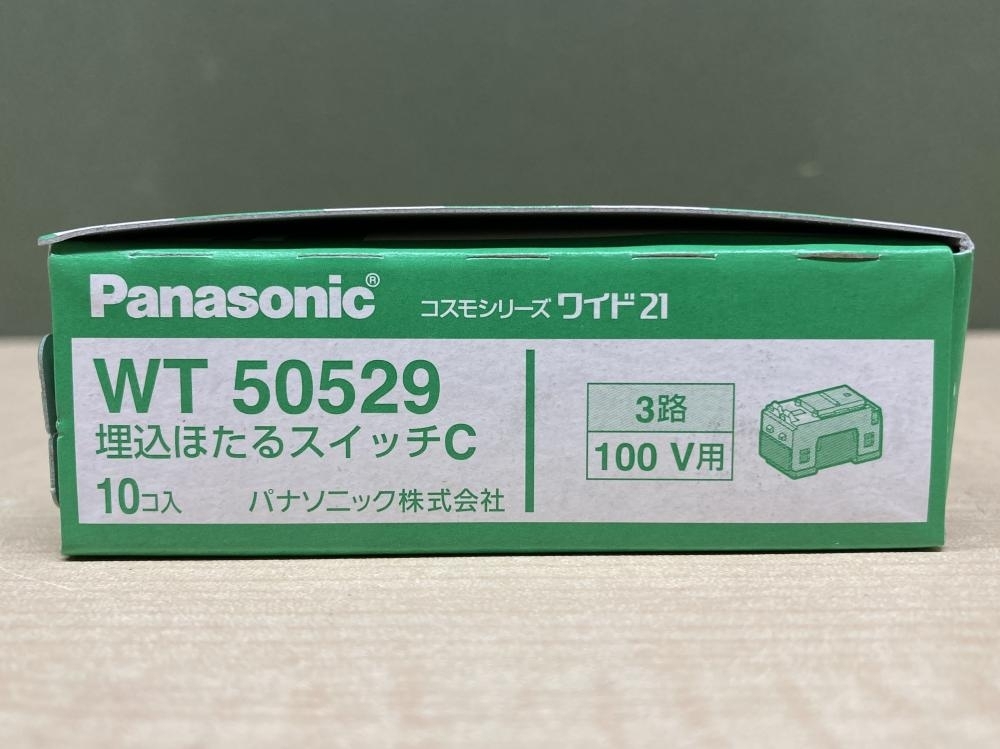 Panasonic® コスモシリーズ ワイド21
WT 50529
埋込ほたるスイッチC
10コ入 パナソニック株式会社
3路
100 V用